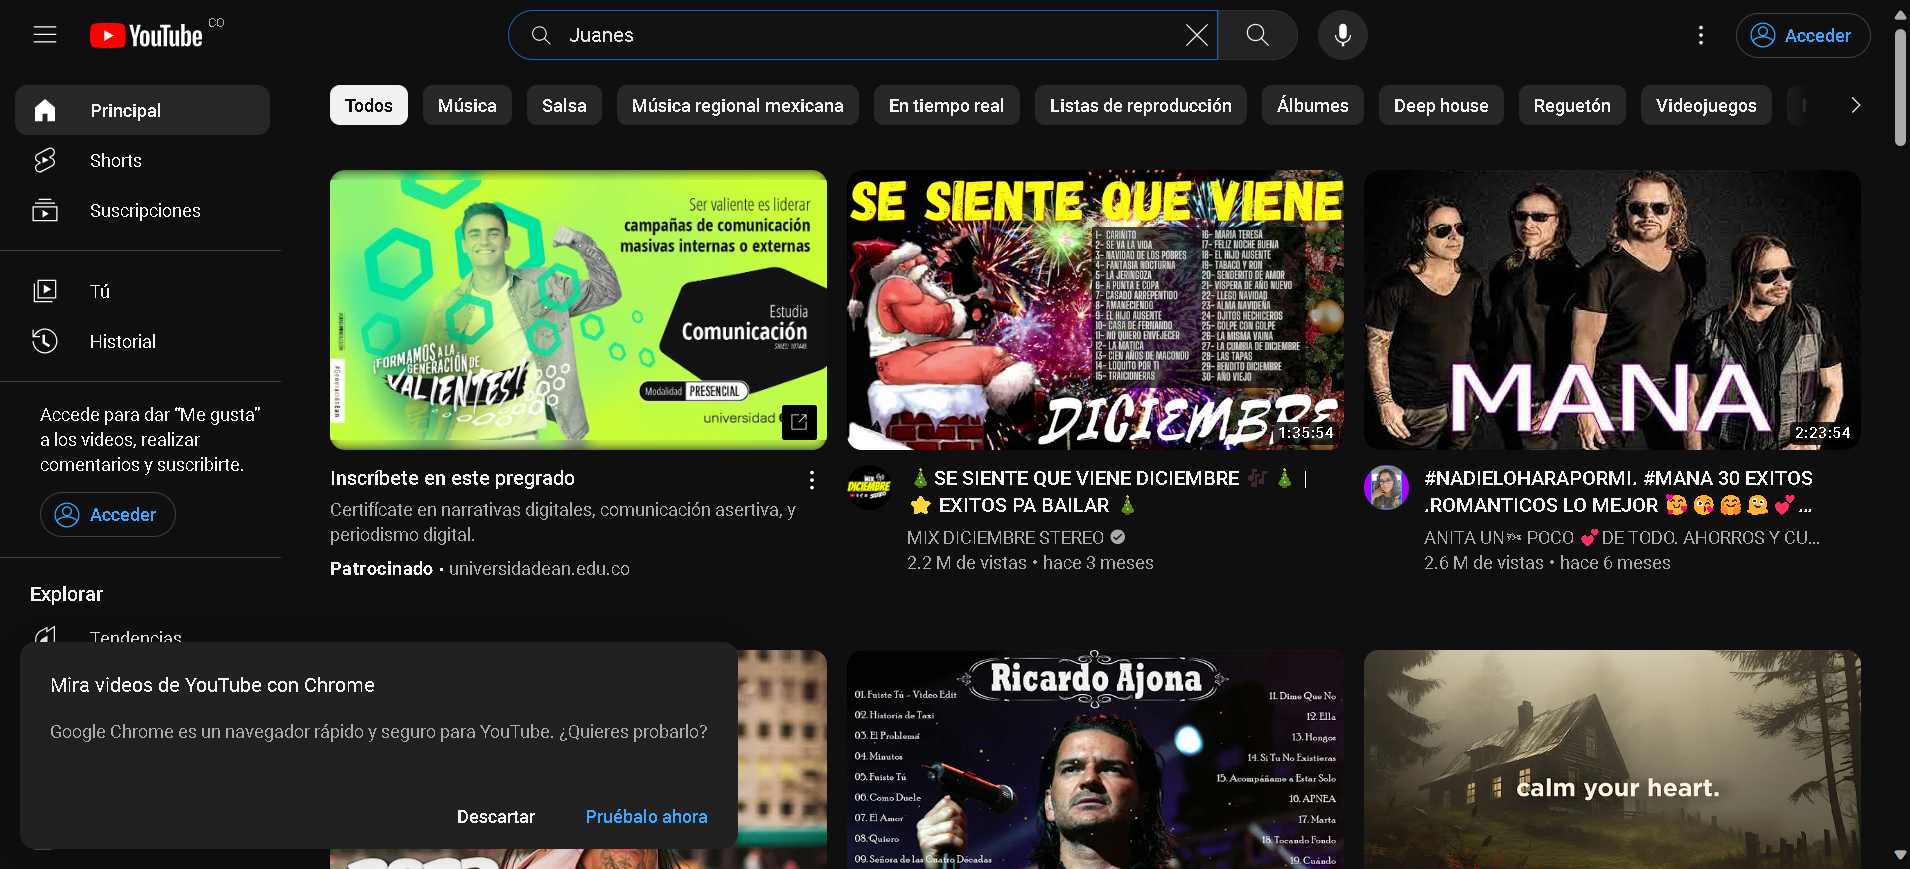 YouTube CO
Juanes
Acceder
Principal
Shorts
Suscripciones
Tú
Historial
Accede para dar “Me gusta”
a los videos, realizar
comentarios y suscribirte.
Acceder
Explorar
Tendencias
Todos
Música
Salsa
Música regional mexicana
En tiempo real
Listas de reproducción
Álbumes
Deep house
Reguetón
Videojuegos
Ser valiente es liderar
campañas de comunicación
masivas internas o externas
Estudia
Comunicación
¡FORMAMOS A LA
GENERACIÓN DE
VALIENTES!
Modalidad PRESENCIAL
universidad
Inscríbete en este pregrado
Certifícate en narrativas digitales, comunicación asertiva, y
periodismo digital.
Patrocinado • universidadean.edu.co
SE SIENTE QUE VIENE
1- CARIÑITO
2- SE VA LA VIDA
3- NAVIDAD DE LOS POBRES
4- FANTASIA NOCTURNA
5- LA JERINGOZA
6- A PUNTA E COPA
7- CASADO ARREPENTIDO
8- AMANECIENDO
9- EL HIJO AUSENTE
10- CASA DE FERNANDO
11- NO QUIERO ENVEJECER
12- LA MATICA
13- CIEN AÑOS DE MACONDO
14- LOQUITO POR TI
15- TRAICIONERAS
16- MARIA TERESA
17- FELIZ NOCHE BUENA
18- EL HIJO AUSENTE
19- TABACO Y RON
20- SENDERITO DE AMOR
21- VISPERA DE AÑO NUEVO
22- LLEGO NAVIDAD
23- ALMA NAVIDEÑA
24- OJITOS HECHICEROS
25- GOLPE CON GOLPE
26- LA MISMA VAINA
27- LA CUMBIA DE DICIEMBRE
28- LAS TAPAS
29- BENDITO DICIEMBRE
30- AÑO VIEJO
DICIEMBRE
1:35:54
MIX
DICIEMBRE
STEREO
🎄 SE SIENTE QUE VIENE DICIEMBRE 🎶 🎄 |
⭐ EXITOS PA BAILAR 🎄
MIX DICIEMBRE STEREO
2.2 M de vistas • hace 3 meses
MANA
2:23:54
#NADIELOHARAPORMI. #MANA 30 EXITOS
.ROMANTICOS LO MEJOR 🥰 😘 🤗 🫠 💕 ...
ANITA UN POCO 💕 DE TODO. AHORROS Y CU...
2.6 M de vistas • hace 6 meses
Mira videos de YouTube con Chrome
Google Chrome es un navegador rápido y seguro para YouTube. ¿Quieres probarlo?
Descartar
Pruébalo ahora
Ricardo Ajona
01. Fuiste Tú - Vídeo Edit
02. Historia de Taxi
03. El Problema
04. Minutos
05. Fuiste Tú
06. Como Duele
07. El Amor
08. Quiero
09. Señora de las Cuatro Décadas
11. Dime Que No
12. Ella
13. Hongos
14. Si Tu No Existieras
15. Acompáñame a Estar Solo
16. APNEA
17. Marta
18. Tocando Fondo
19. Cuándo
calm your heart.